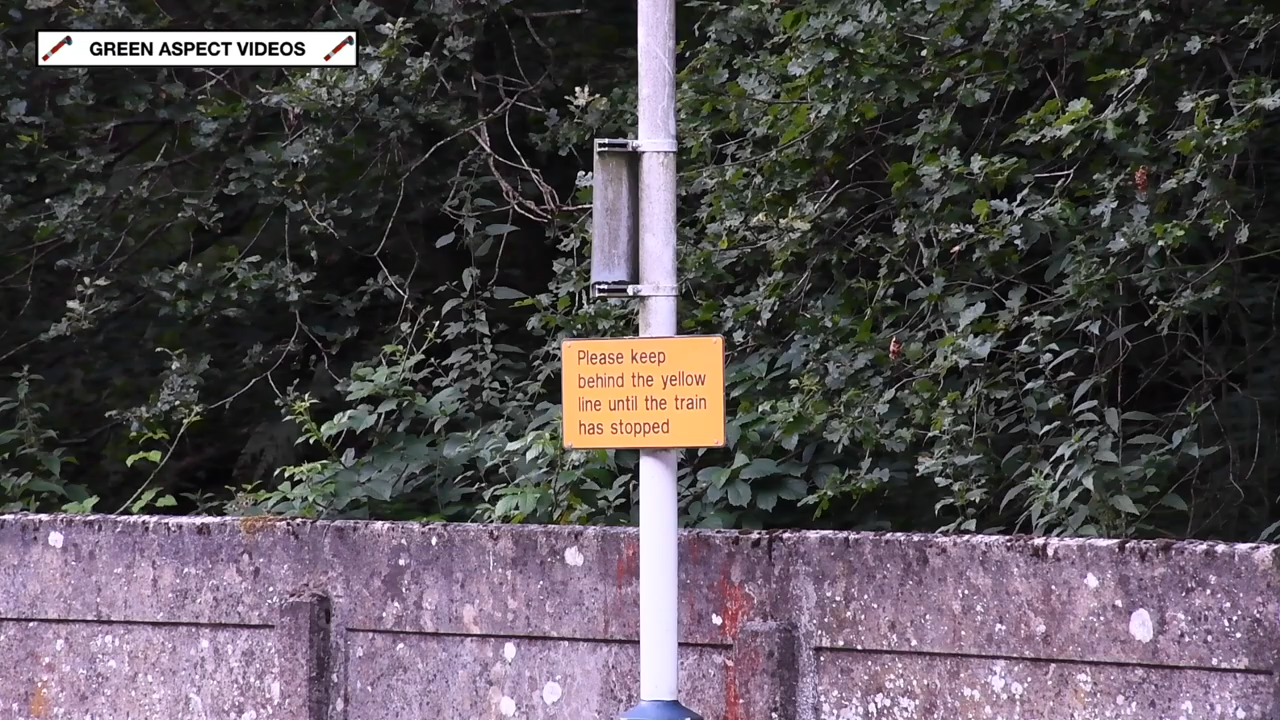 GREEN ASPECT VIDEOS
Please keep
behind the yellow
line until the train
has stopped